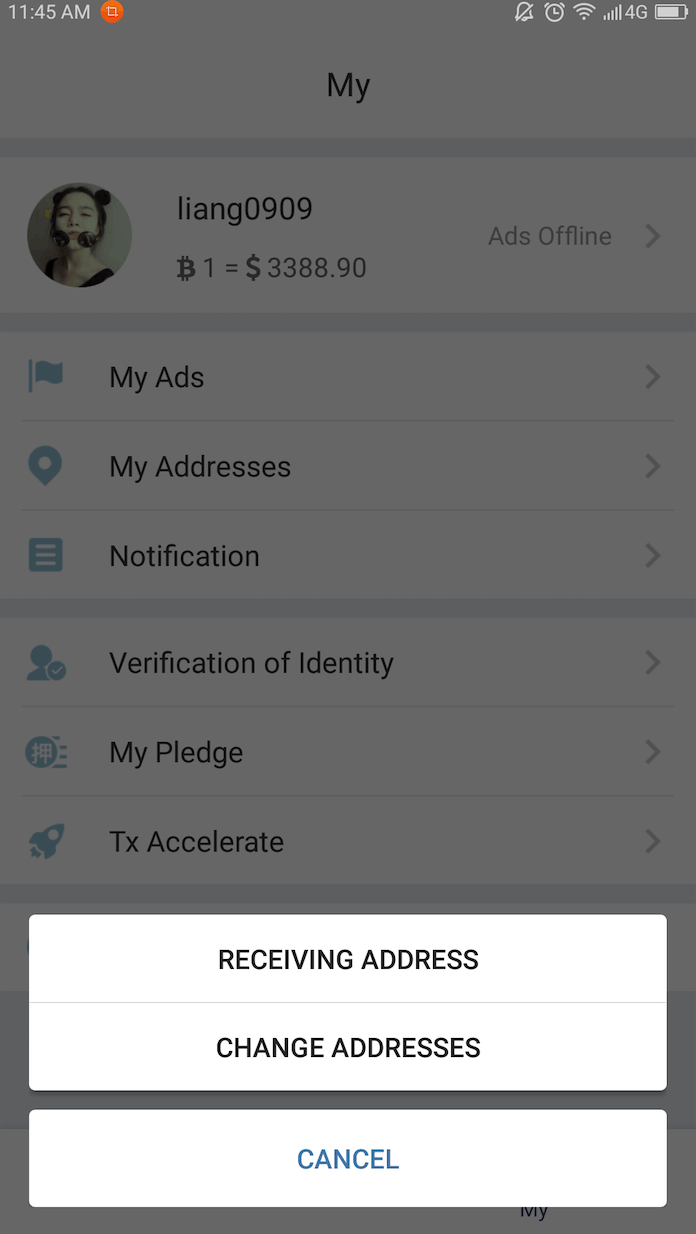 11:45 AM 4G
My
liang0909
Ads Offline
₿ 1 = $ 3388.90
My Ads
My Addresses
Notification
Verification of Identity
押
My Pledge
Tx Accelerate
RECEIVING ADDRESS
CHANGE ADDRESSES
CANCEL
My